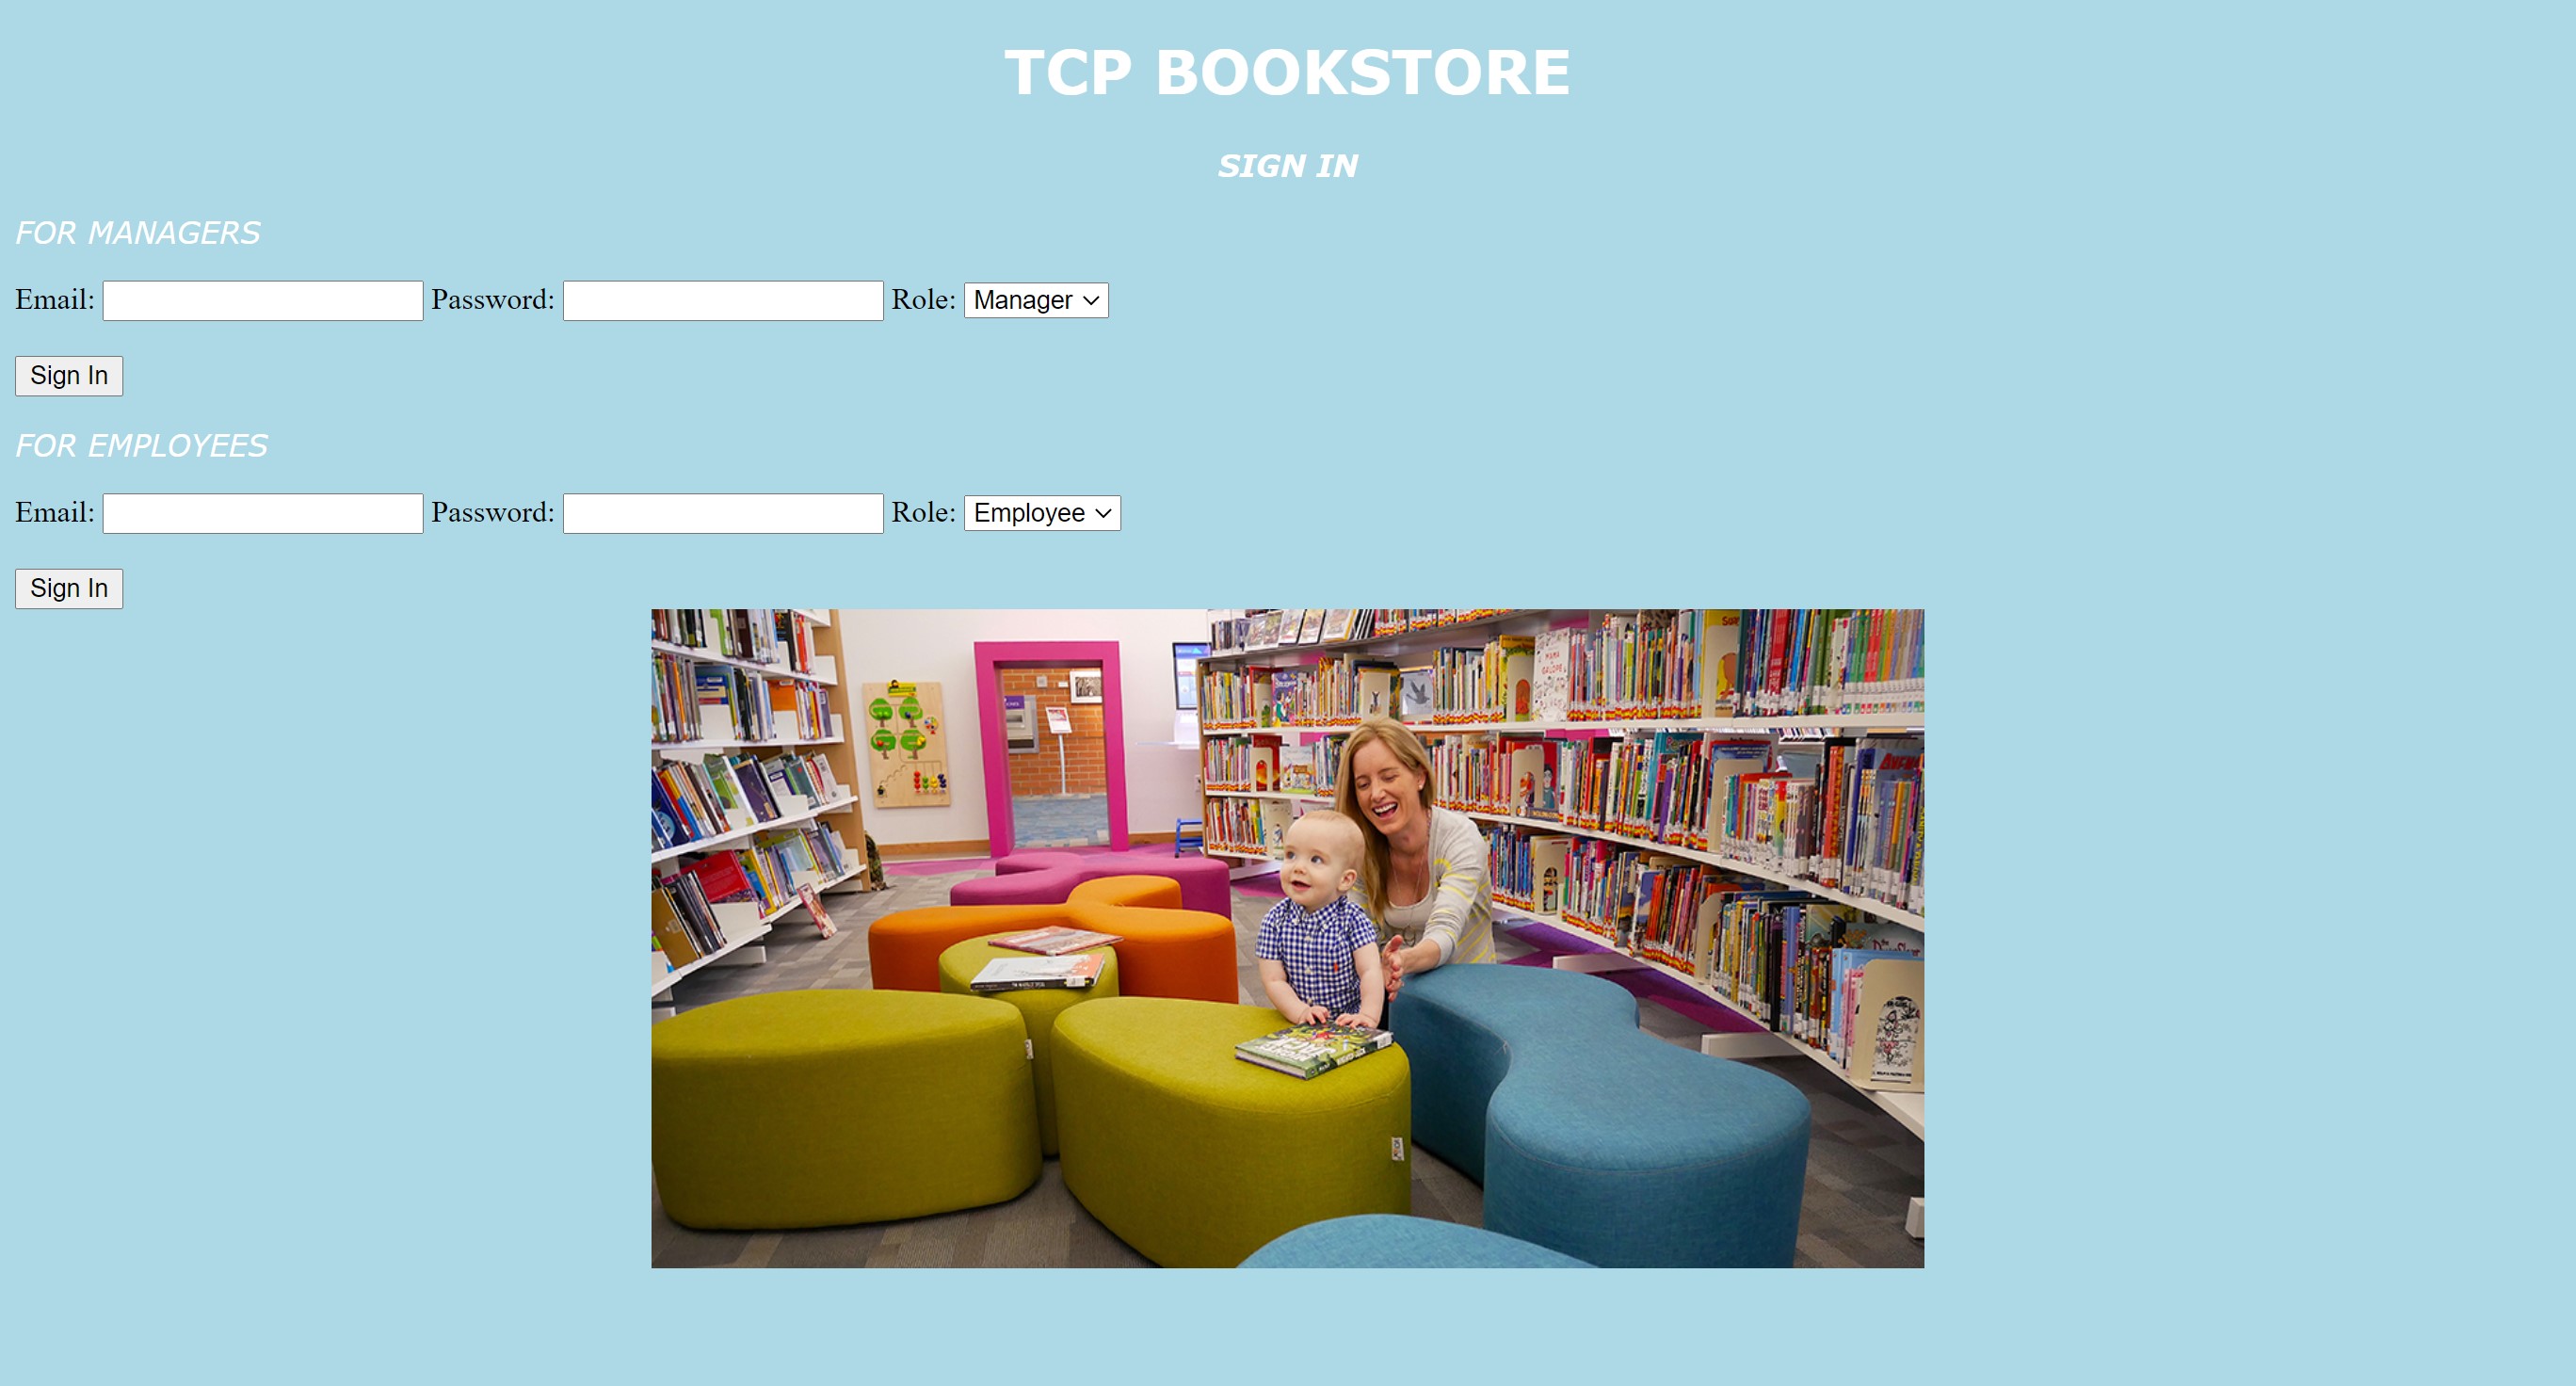 TCP BOOKSTORE
SIGN IN
FOR MANAGERS
Email: Password: Role: Manager
Sign In
FOR EMPLOYEES
Email: Password: Role: Employee
Sign In